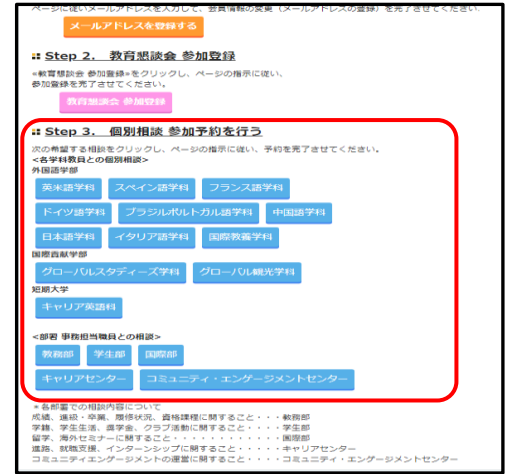 ページに従いメールアドレスを入力して、会員情報の変更（メールアドレスの登録）を完了させてください.
メールアドレスを登録する
Step 2. 教育懇談会 参加登録
«教育懇談会 参加登録»をクリックし、ページの指示に従い、
参加登録を完了させてください。
教育懇談会 参加登録
Step 3. 個別相談 参加予約を行う
次の希望する相談をクリックし、ページの指示に従い、予約を完了させてください。
<各学科教員との個別相談>
外国語学部
英米語学科 スペイン語学科 フランス語学科
ドイツ語学科 ブラジルポルトガル語学科 中国語学科
日本語学科 イタリア語学科 国際教養学科
国際貢献学部
グローバルスタディーズ学科 グローバル観光学科
短期大学
キャリア英語科
<部署 事務担当職員との相談>
教務部 学生部 国際部
キャリアセンター コミュニティ・エンゲージメントセンター
＊各部署での相談内容について
成績、進級・卒業、履修状況、資格課程に関すること・・・教務部
学籍、学生生活、奨学金、クラブ活動に関すること・・・・学生部
留学、海外セミナーに関すること・・・・・・・・・・・・国際部
進路、就職支援、インターンシップに関すること・・・・・キャリアセンター
コミュニティエンゲージメントの運営に関すること・・・・コミュニティ・エンゲージメントセンター